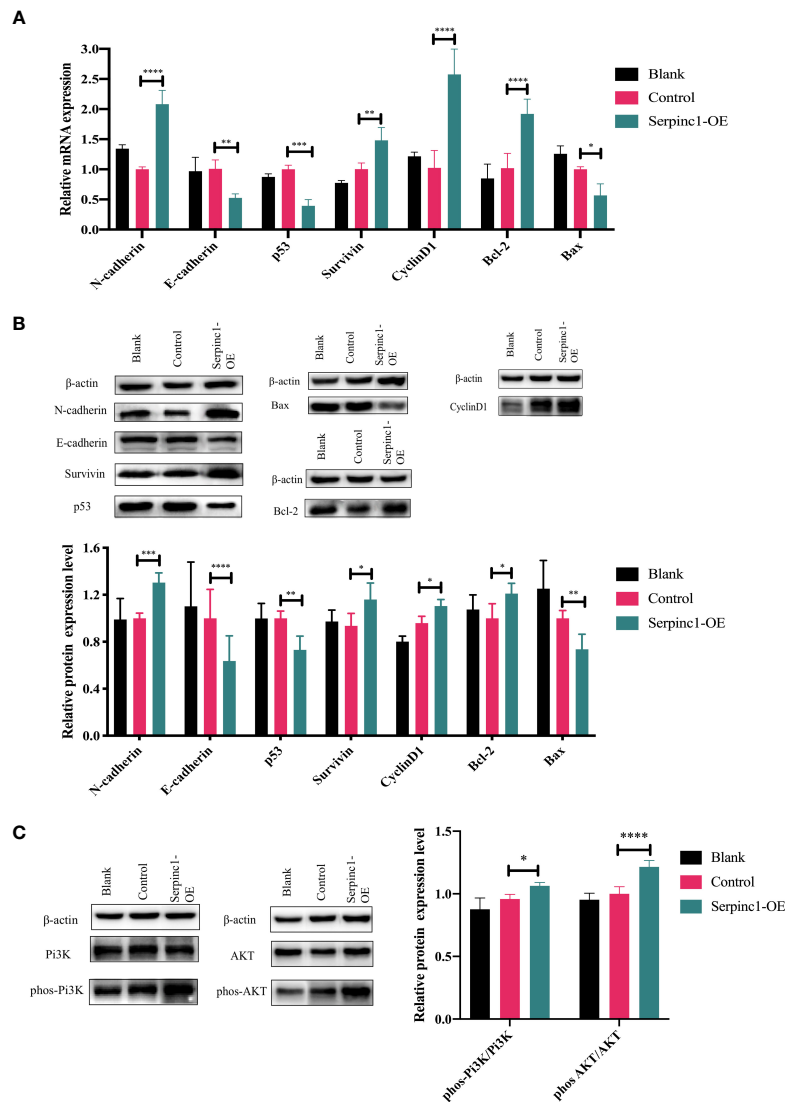 A
Relative mRNA expression
3.0
2.5
2.0
1.5
1.0
0.5
0.0
****
**
***
**
****
****
*
N-cadherin
E-cadherin
p53
Survivin
CyclinD1
Bcl-2
Bax
Blank
Control
Serpinc1-OE
B
Blank
Control
Serpinc1-
OE
β-actin
N-cadherin
E-cadherin
Survivin
p53
Blank
Control
Serpinc1-
OE
β-actin
Bax
Blank
Control
Serpinc1-
OE
β-actin
Bcl-2
Blank
Control
Serpinc1-
OE
β-actin
CyclinD1
Relative protein expression level
1.6
1.2
0.8
0.4
0.0
***
****
**
*
*
*
**
N-cadherin
E-cadherin
p53
Survivin
CyclinD1
Bcl-2
Bax
Blank
Control
Serpinc1-OE
C
Blank
Control
Serpinc1-
OE
β-actin
Pi3K
phos-Pi3K
Blank
Control
Serpinc1-
OE
β-actin
AKT
phos-AKT
Relative protein expression level
1.5
1.0
0.5
0.0
*
****
phos-Pi3K/Pi3K
phos AKT/AKT
Blank
Control
Serpinc1-OE